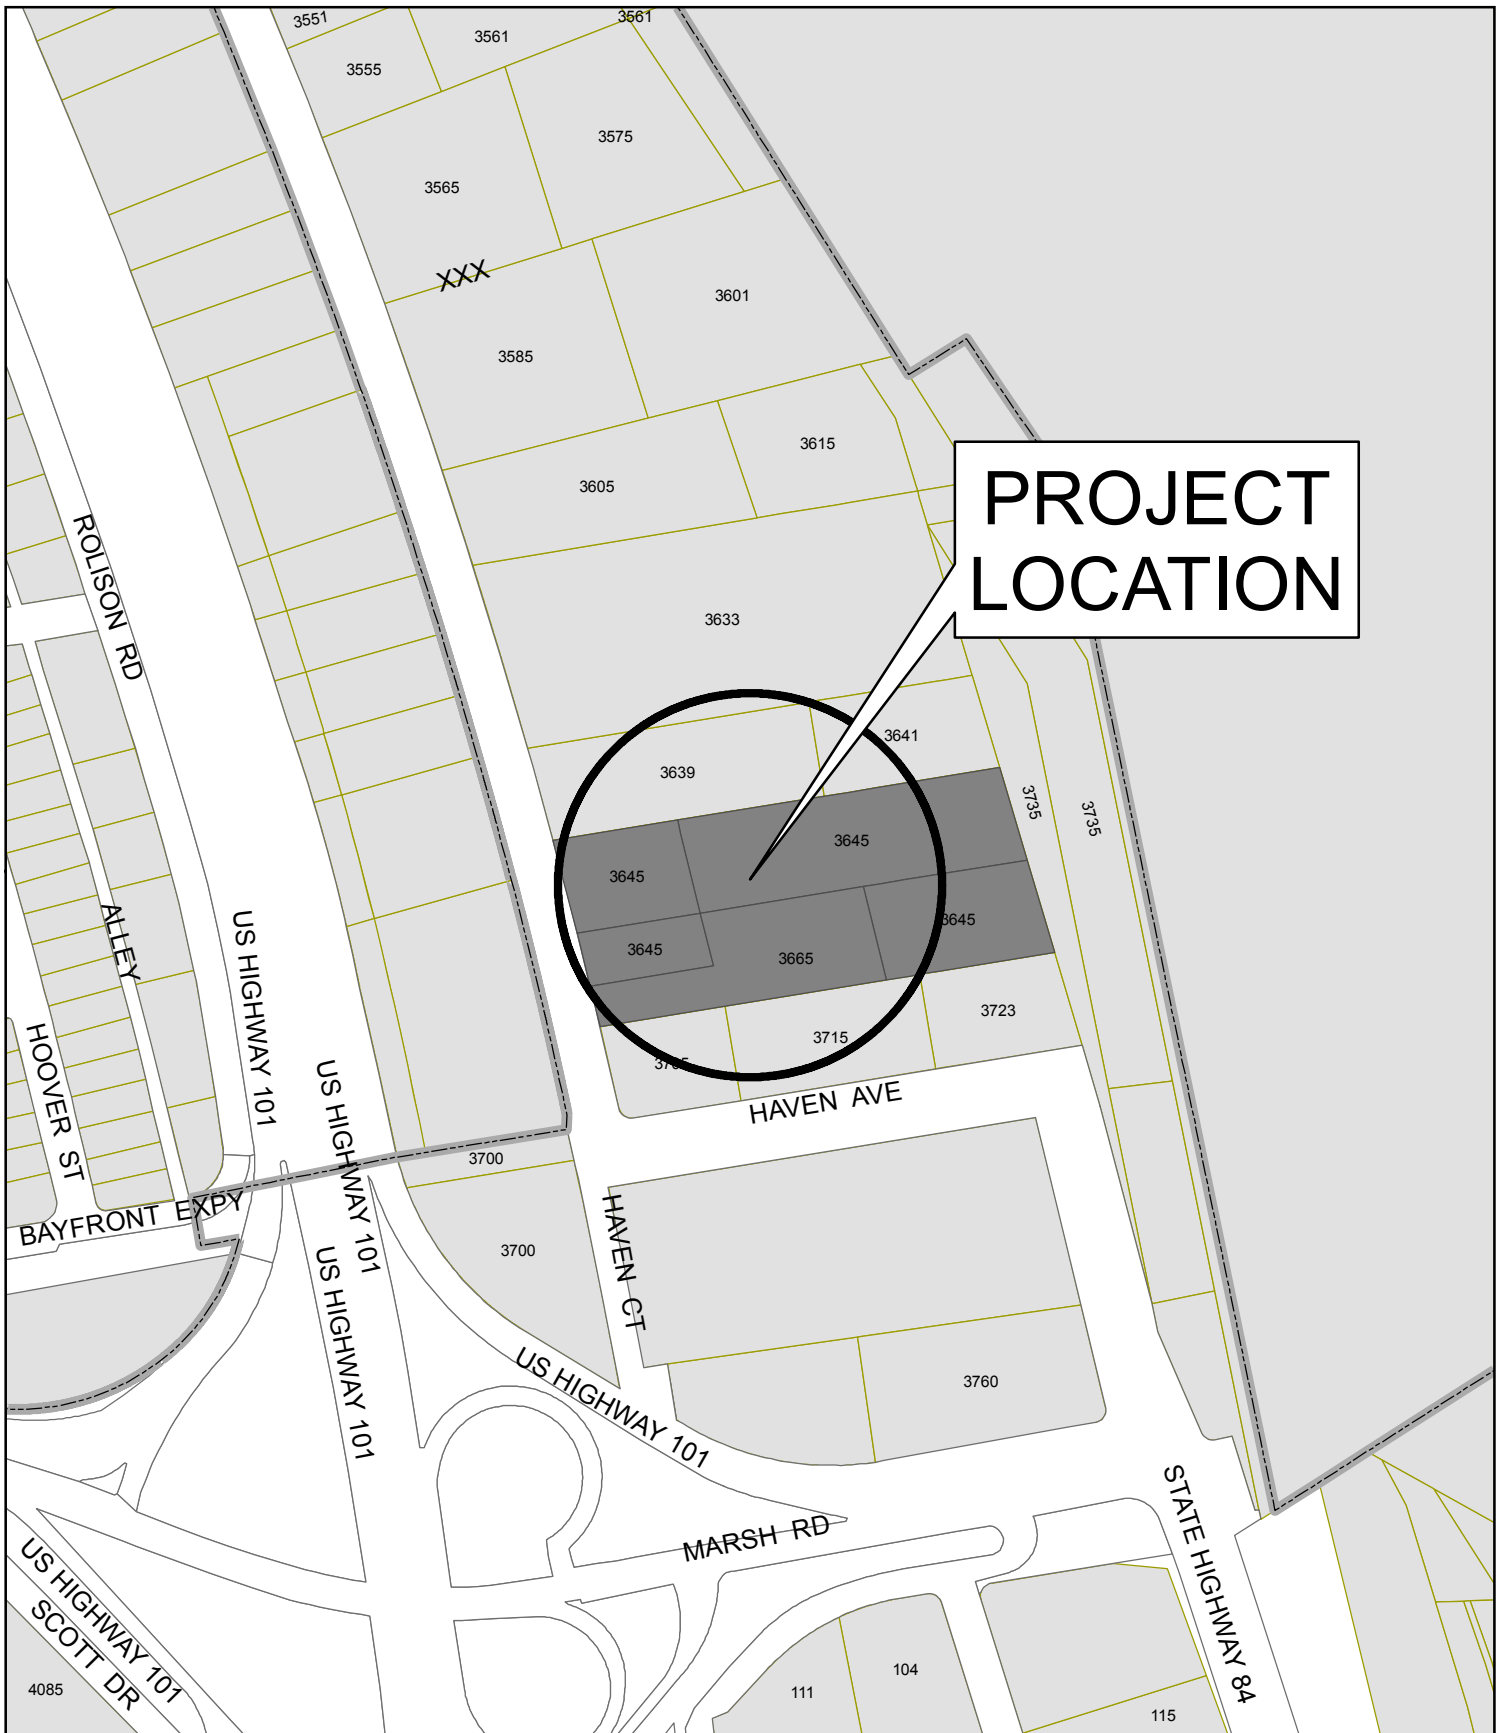 3551
3561
3561
3555
3575
3565
XXX
3601
3585
3615
3605
PROJECT
LOCATION
ROLISON RD
3633
3641
3639
3735
3735
3645
3645
3645
3645
3665
ALLEY
US HIGHWAY 101
3723
3715
HOOVER ST
US HIGHWAY 101
HAVEN AVE
3700
BAYFRONT EXPY
HAVEN CT
3700
US HIGHWAY 101
US HIGHWAY 101
3760
STATE HIGHWAY 84
MARSH RD
US HIGHWAY 101
SCOTT DR
4085
104
111
115